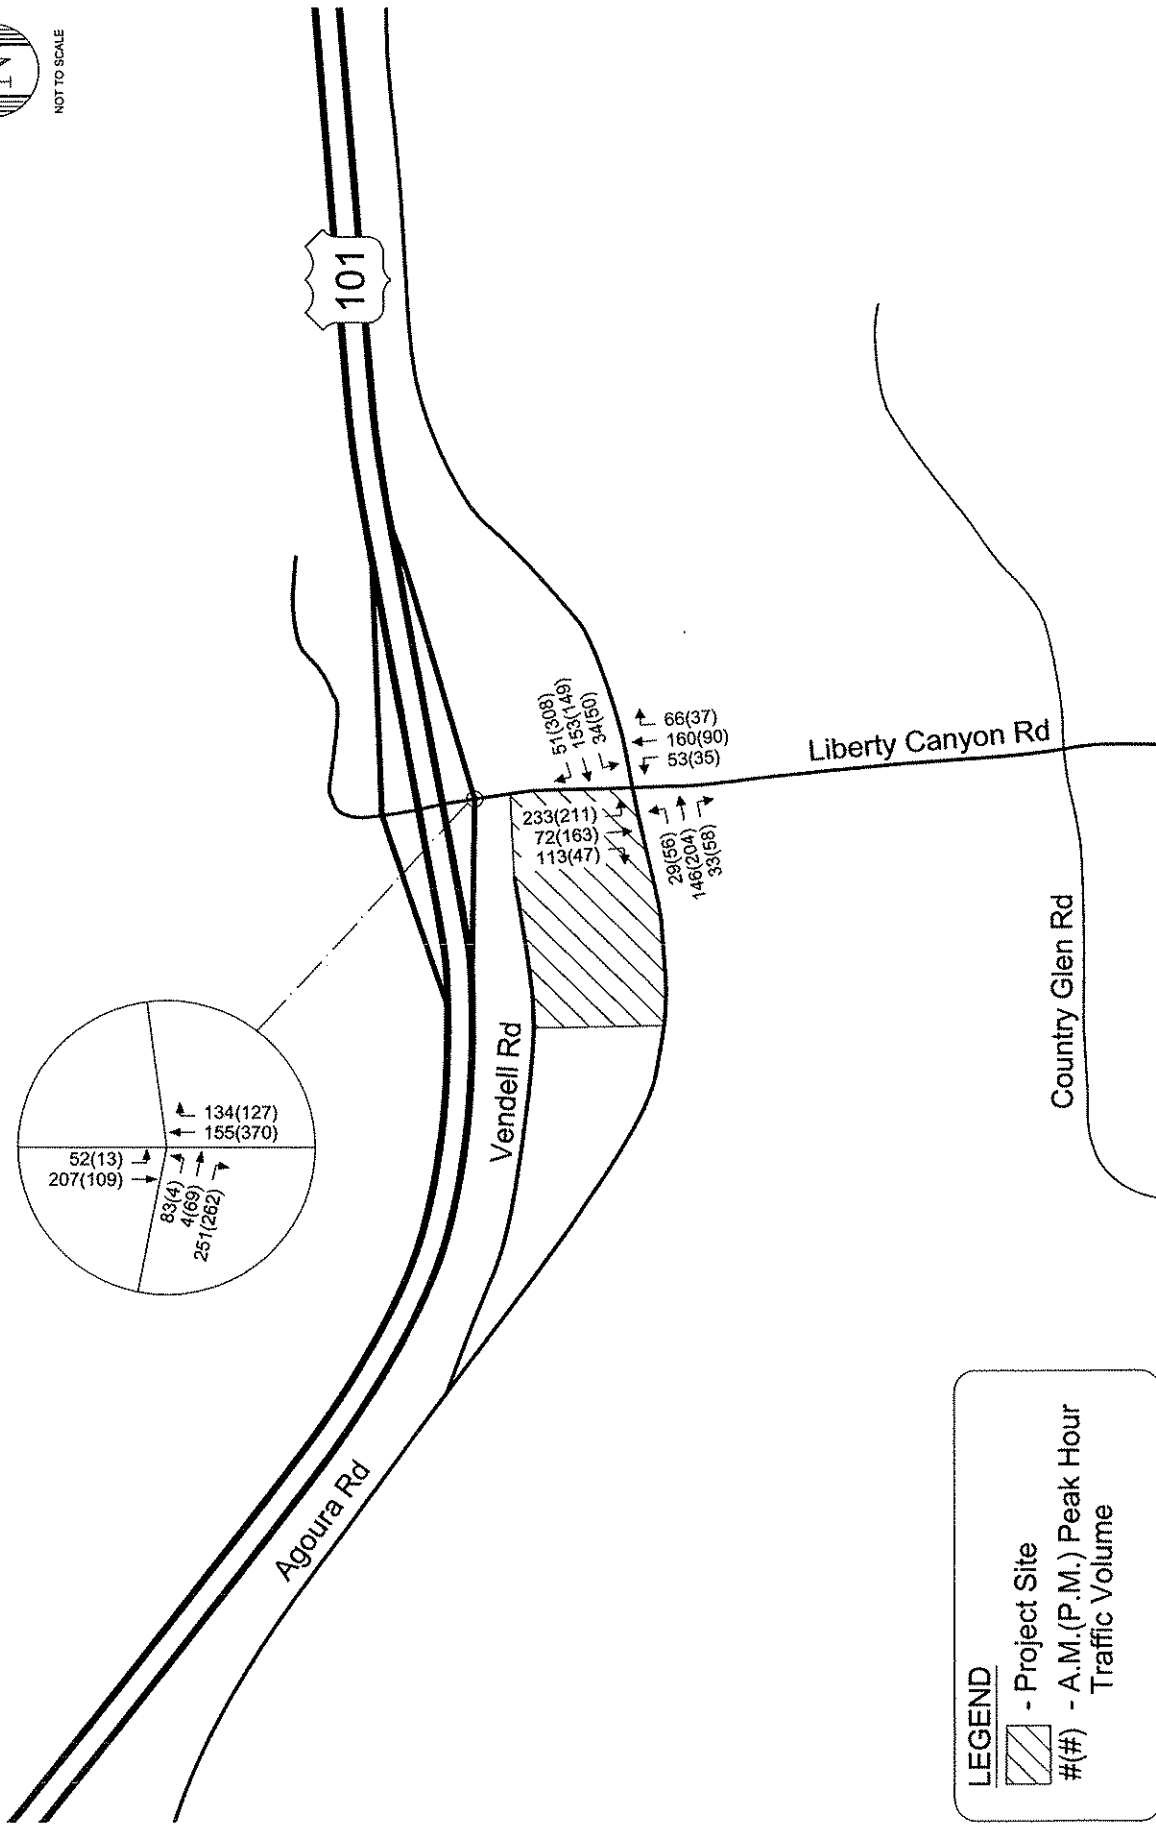 N
NOT TO SCALE
101
134(127)
155(370)
52(13)
207(109)
83(4)
4(69)
251(262)
51(308)
153(149)
34(50)
66(37)
160(90)
53(35)
233(211)
72(163)
113(47)
29(56)
146(204)
33(58)
Liberty Canyon Rd
Vendell Rd
Country Glen Rd
Agoura Rd
LEGEND
- Project Site
#(#) - A.M.(P.M.) Peak Hour
Traffic Volume